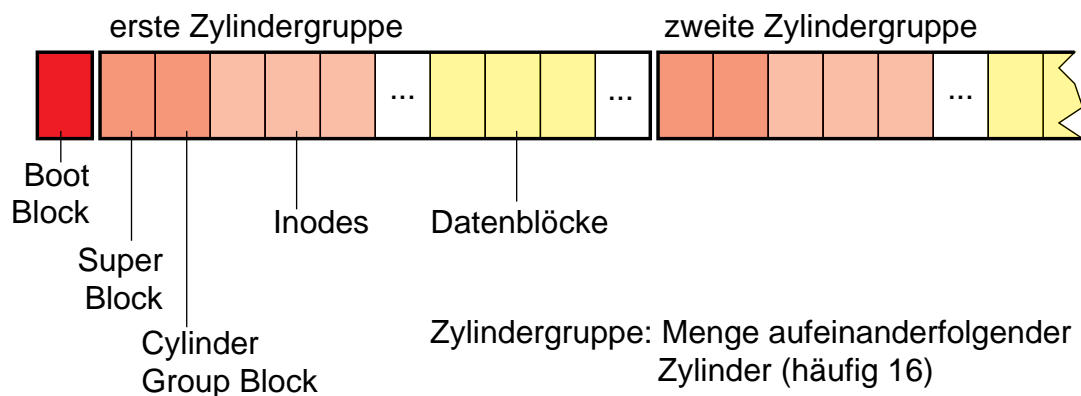 erste Zylindergruppe
zweite Zylindergruppe
... ... ...
Boot
Block
Inodes
Datenblöcke
Super
Block
Cylinder
Group Block
Zylindergruppe: Menge aufeinanderfolgender
Zylinder (häufig 16)